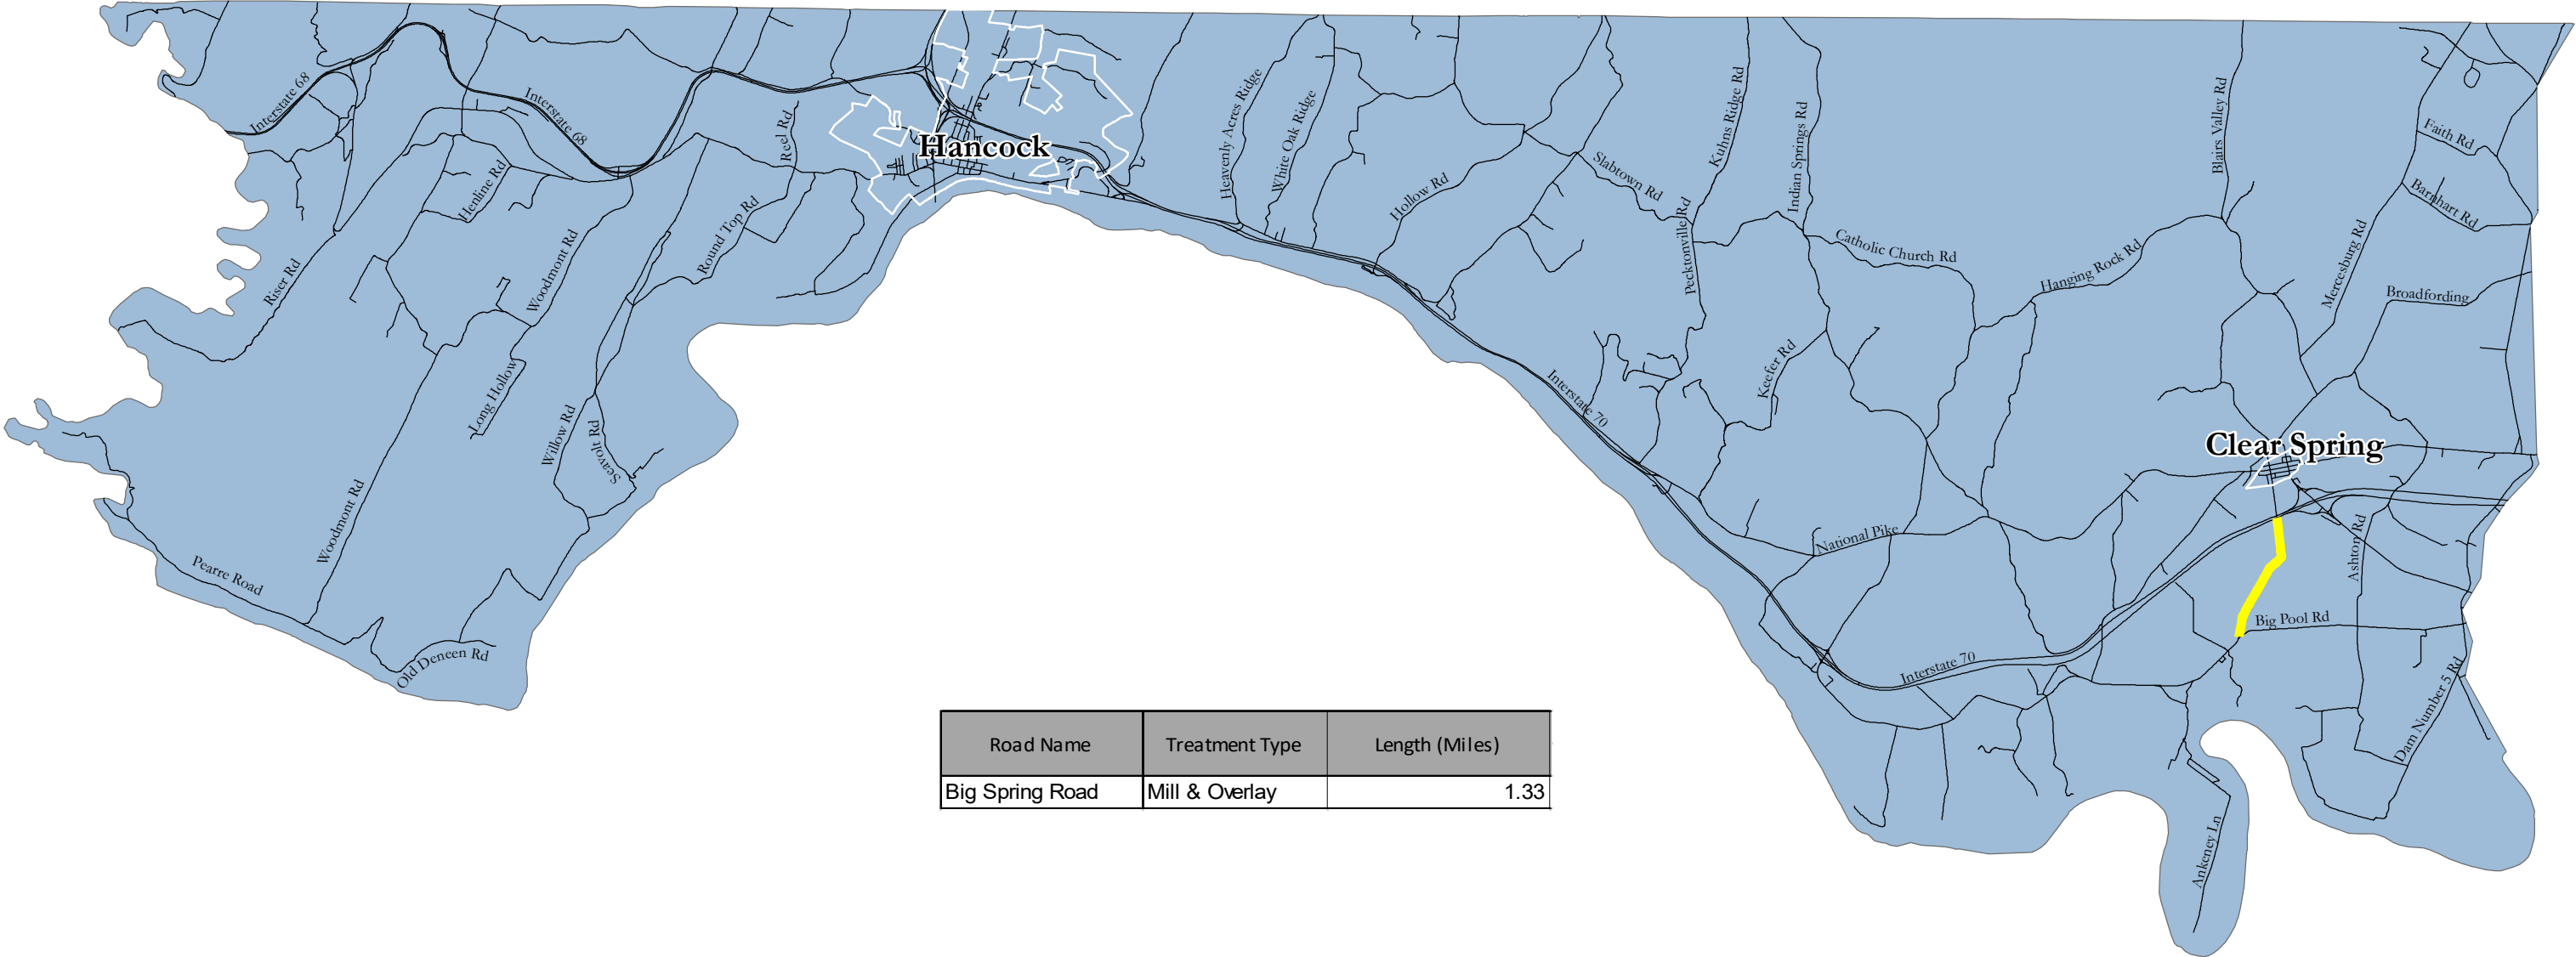 Interstate 68
Interstate 68
Reel Rd
Hancock
Heavenly Acres Ridge
White Oak Ridge
Hollow Rd
Slabtown Rd
Kuhns Ridge Rd
Indian Springs Rd
Blairs Valley Rd
Faith Rd
Barnhart Rd
Henline Rd
Riser Rd
Woodmont Rd
Round Top Rd
Pecktonville Rd
Catholic Church Rd
Hanging Rock Rd
Mercesburg Rd
Broadfording
Long Hollow
Willow Rd
Seavolt Rd
Interstate 70
Keefer Rd
Clear Spring
Woodmont Rd
Pearre Road
Old Deneen Rd
National Pike
Ashton Rd
Big Pool Rd
Interstate 70
Dam Number 5 Rd
Ankeney Ln
Road Name Treatment Type Length (Miles)
Big Spring Road Mill & Overlay 1.33